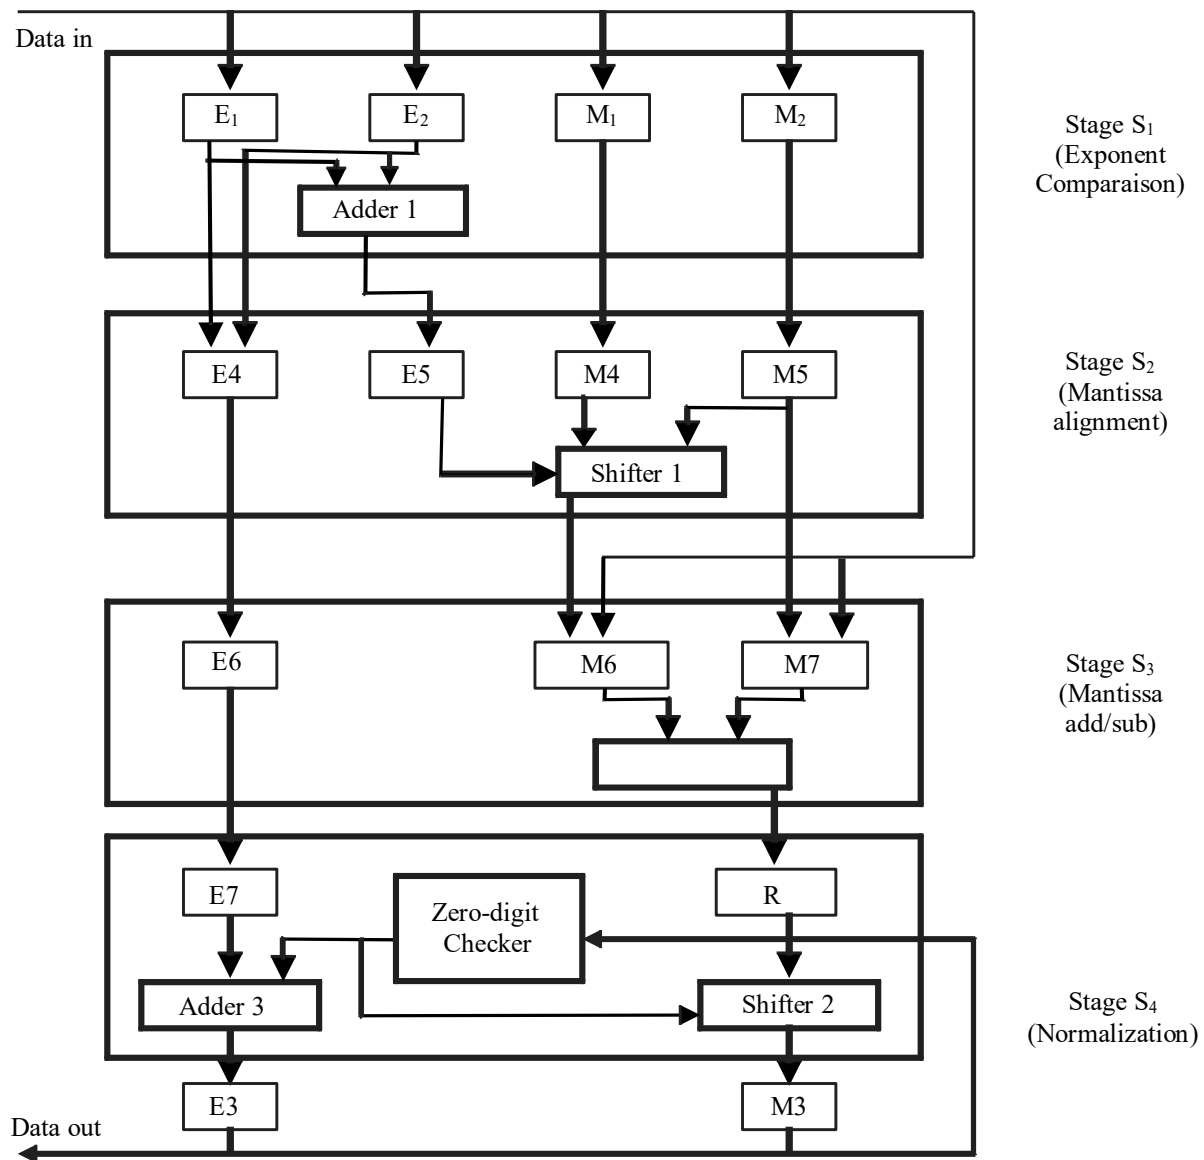 Data in
E₁
E₂
M₁
M₂
Adder 1
Stage S₁
(Exponent
Comparaison)
E4
E5
M4
M5
Shifter 1
Stage S₂
(Mantissa
alignment)
E6
M6
M7
Stage S₃
(Mantissa
add/sub)
E7
Zero-digit
Checker
R
Adder 3
Shifter 2
Stage S₄
(Normalization)
E3
M3
Data out